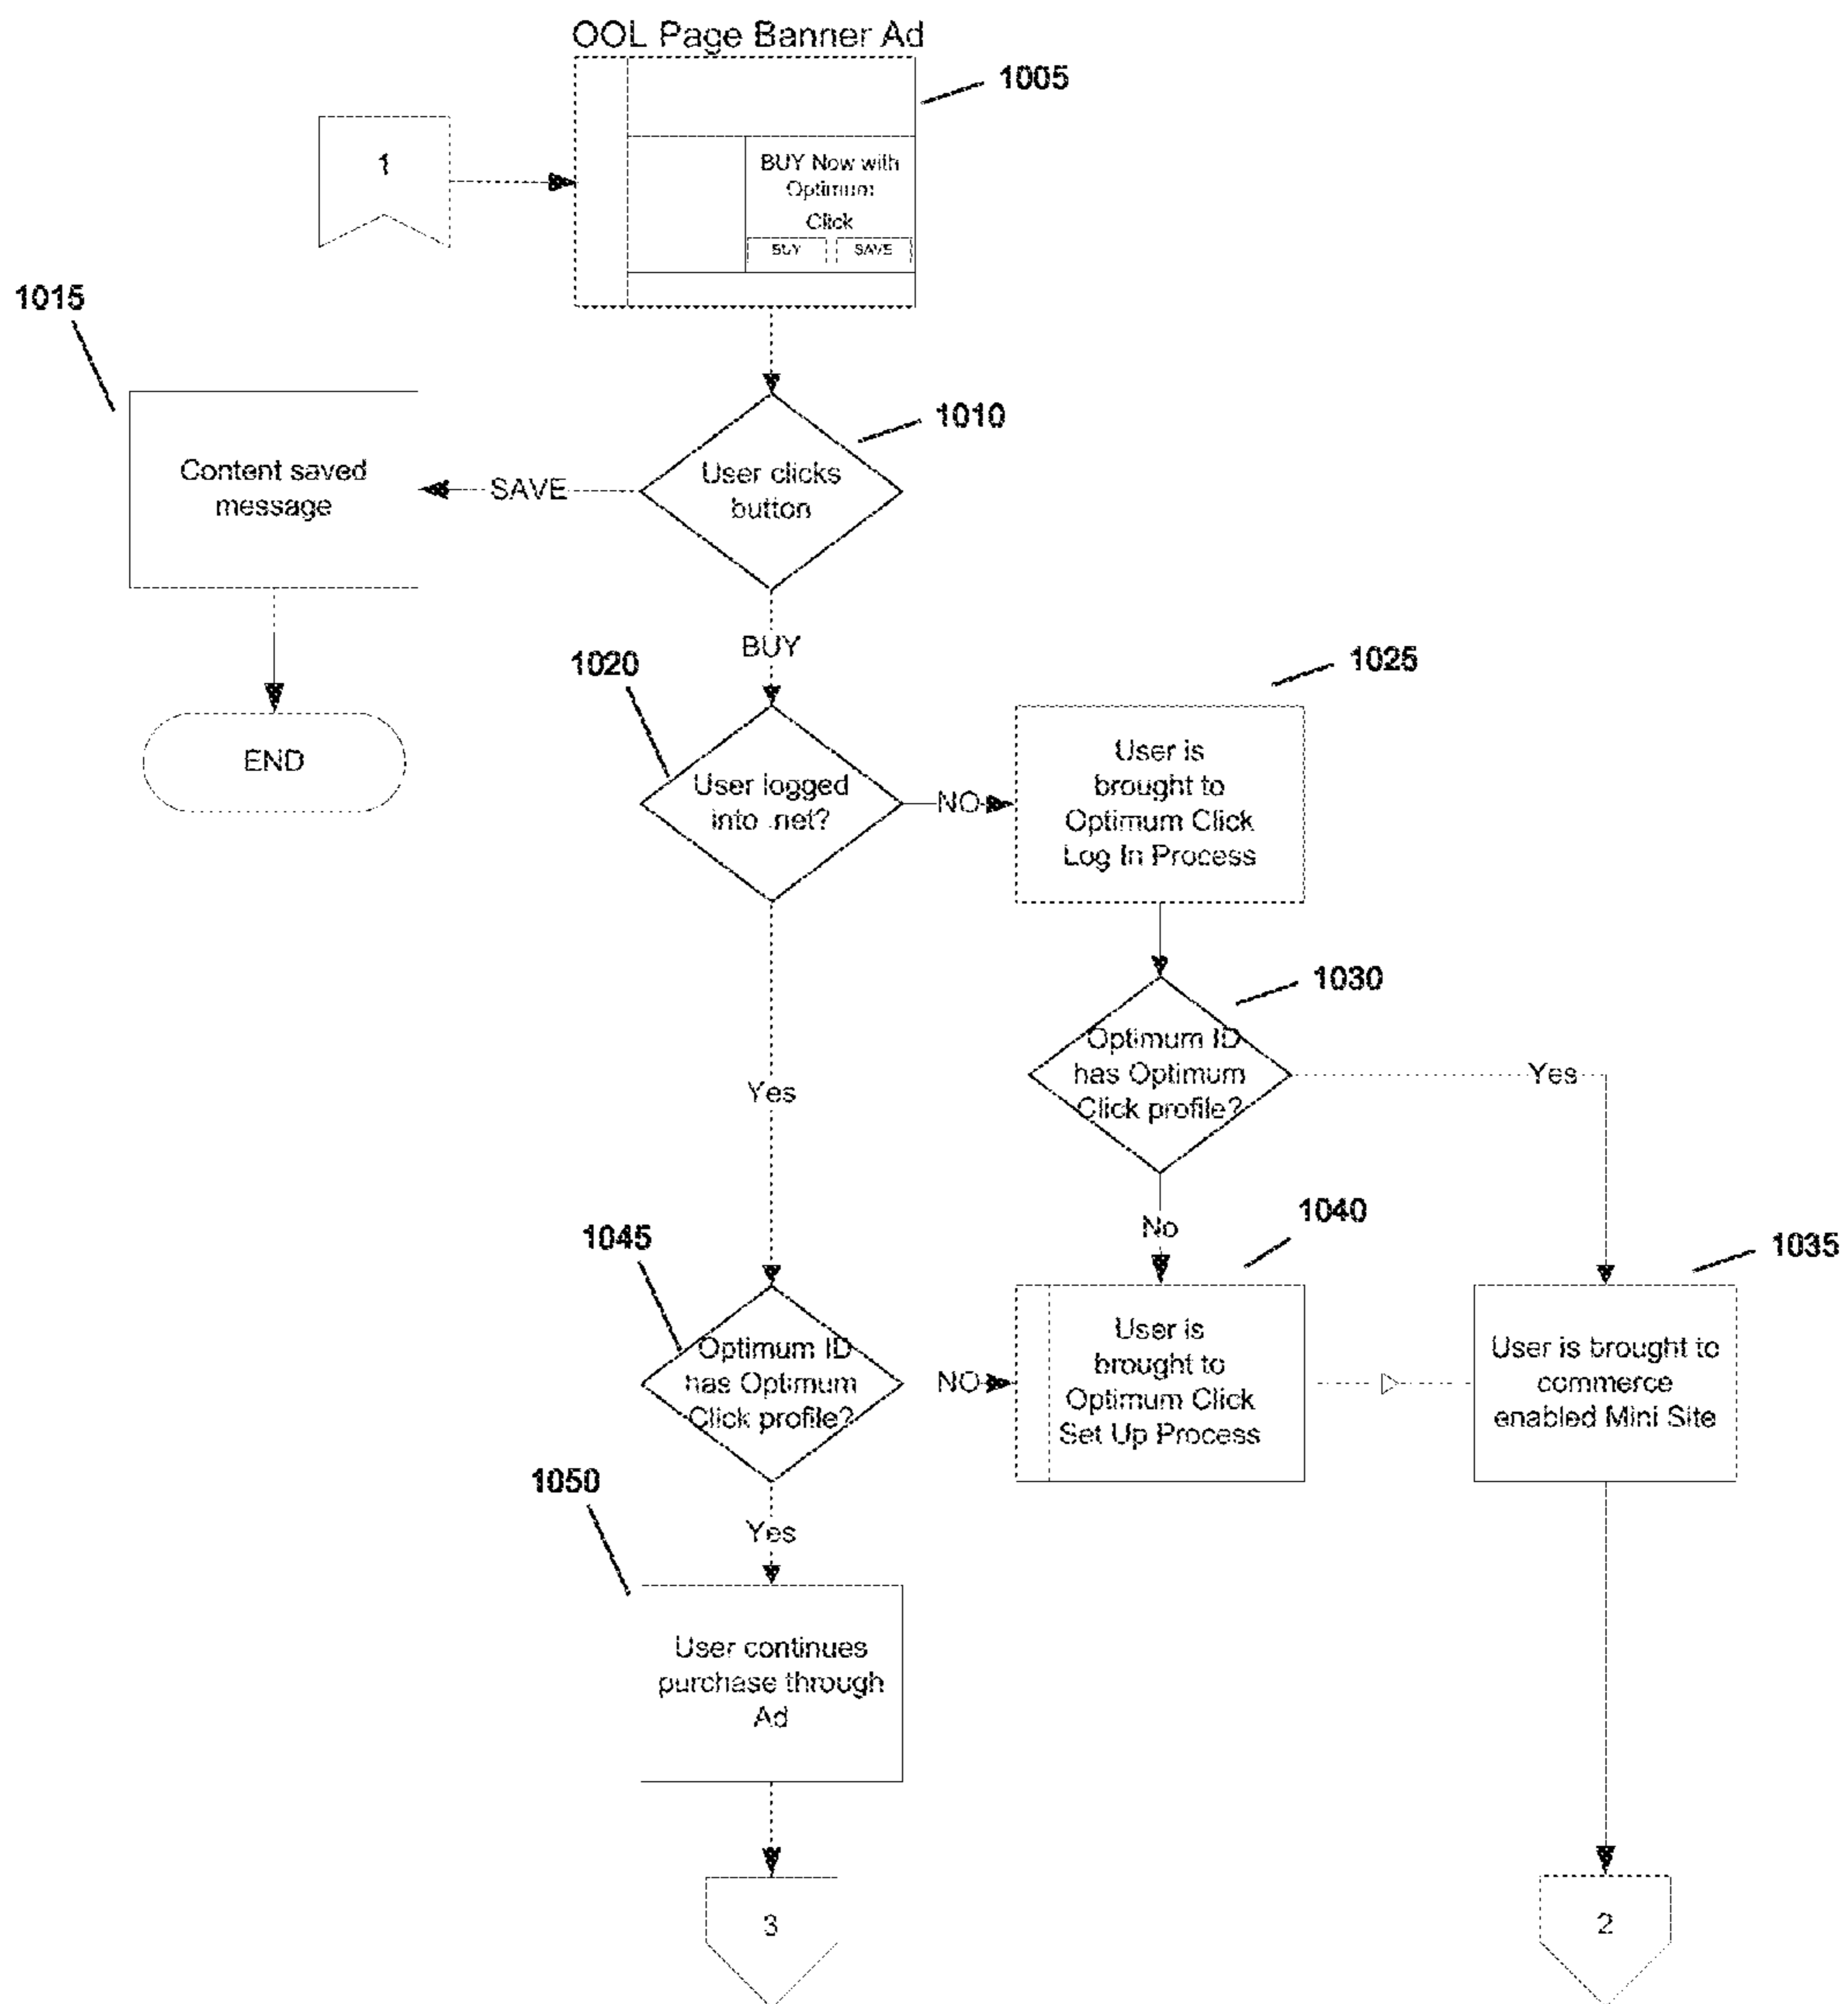 OOL Page Banner Ad
1005
1
BUY Now with
Optimum
Click
BUY
SAVE
1015
1010
Content saved
message
SAVE
User clicks
button
BUY
1020
1025
END
User logged
into .net?
NO
User is
brought to
Optimum Click
Log In Process
1030
Optimum ID
has Optimum
Click profile?
Yes
Yes
No
1040
1045
1035
Optimum ID
has Optimum
Click profile?
NO
User is
brought to
Optimum Click
Set Up Process
User is brought to
commerce
enabled Mini Site
1050
Yes
User continues
purchase through
Ad
3
2